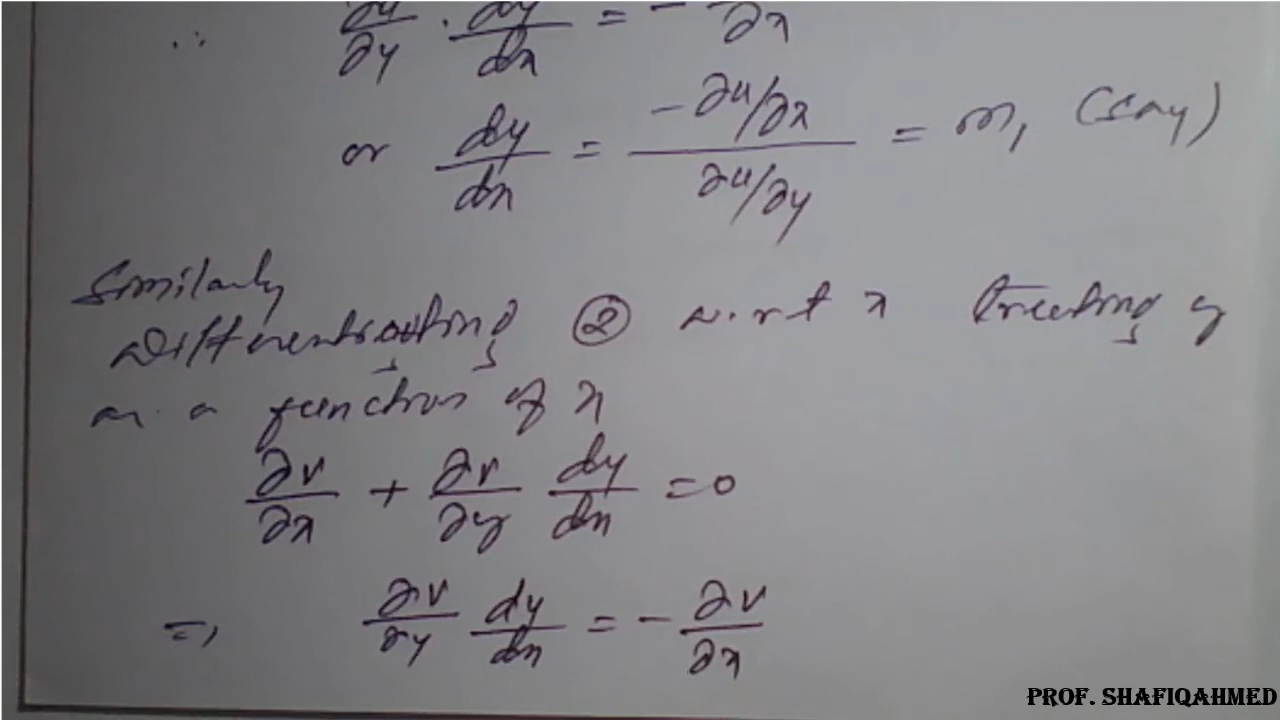 ∴ ∂u/∂y · dy/dx = - /∂x
or dy/dx = (-∂u/∂x)/(∂u/∂y) = m₁ (say)
Similarly
Differentiating ② w.r.t x treating y
as a function of x
∂v/∂x + ∂v/∂y dy/dx = 0
⇒ ∂v/∂y dy/dx = - ∂v/∂x
PROF. SHAFIQAHMED